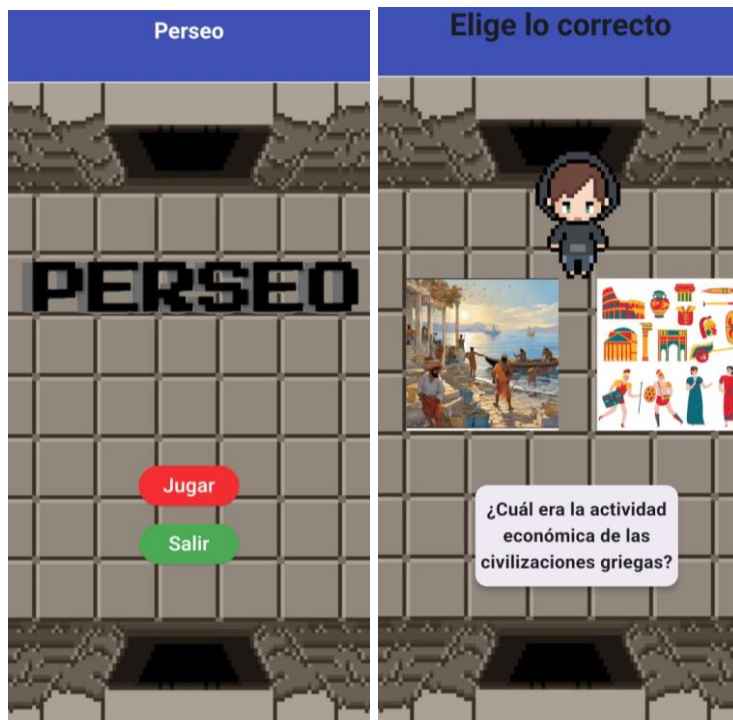 Perseo
PERSEO
Jugar
Salir
Elige lo correcto
¿Cuál era la actividad
económica de las
civilizaciones griegas?